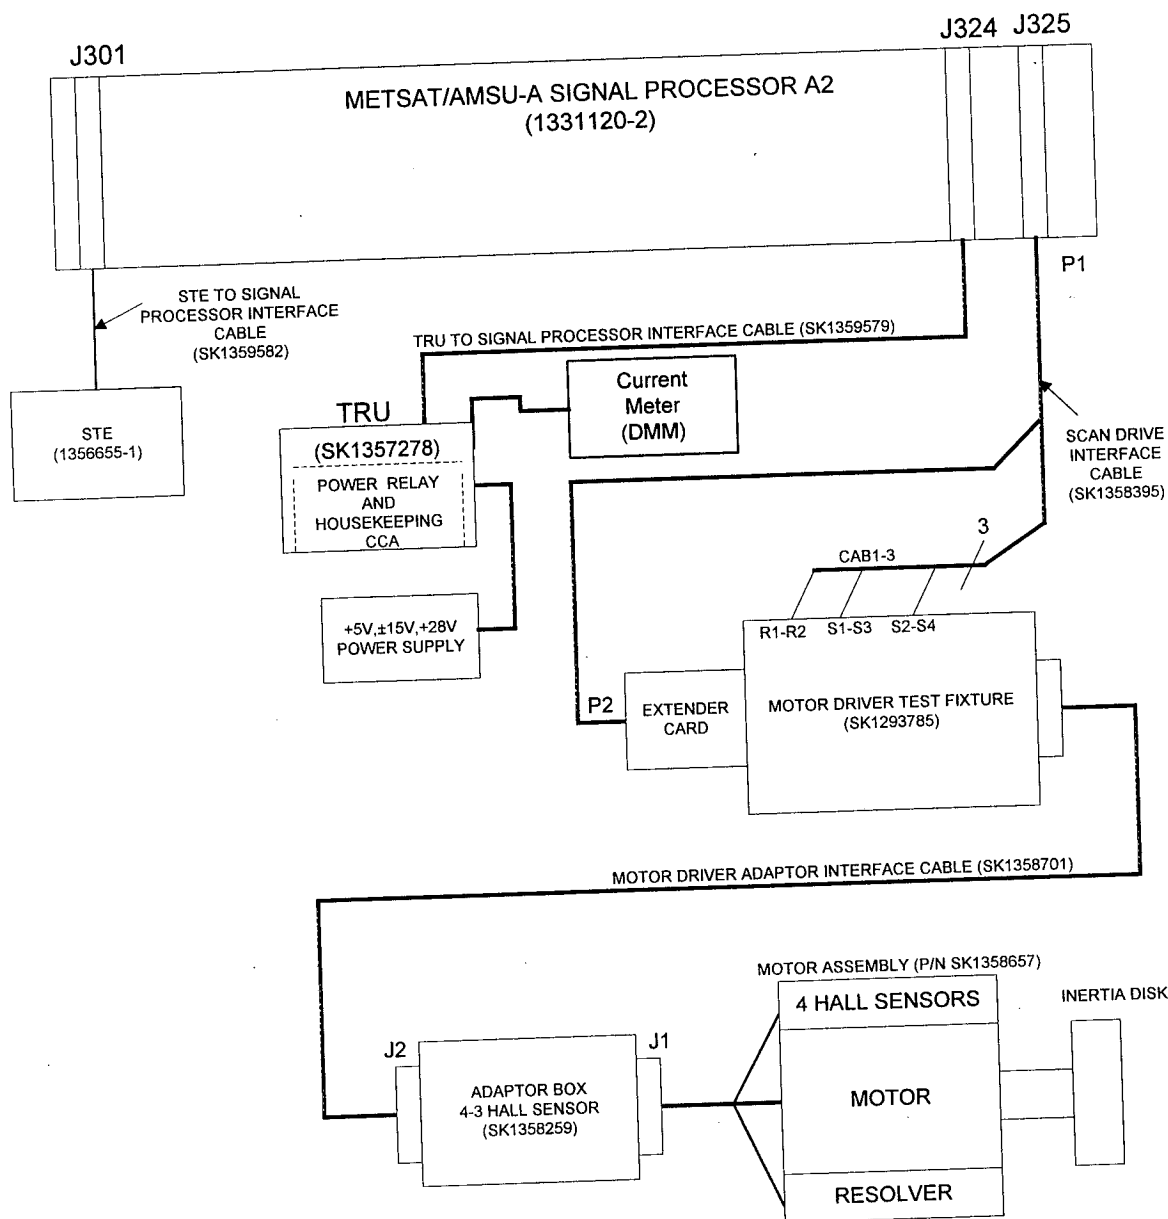 J301
J324
J325
METSAT/AMSU-A SIGNAL PROCESSOR A2
(1331120-2)
P1
STE TO SIGNAL
PROCESSOR INTERFACE
CABLE
(SK1359582)
TRU TO SIGNAL PROCESSOR INTERFACE CABLE (SK1359579)
STE
(1356655-1)
TRU
(SK1357278)
POWER RELAY
AND
HOUSEKEEPING
CCA
Current
Meter
(DMM)
SCAN DRIVE
INTERFACE
CABLE
(SK1358395)
+5V,±15V,+28V
POWER SUPPLY
CAB1-3
3
R1-R2
S1-S3
S2-S4
P2
EXTENDER
CARD
MOTOR DRIVER TEST FIXTURE
(SK1293785)
MOTOR DRIVER ADAPTOR INTERFACE CABLE (SK1358701)
MOTOR ASSEMBLY (P/N SK1358657)
4 HALL SENSORS
INERTIA DISK
J2
J1
ADAPTOR BOX
4-3 HALL SENSOR
(SK1358259)
MOTOR
RESOLVER